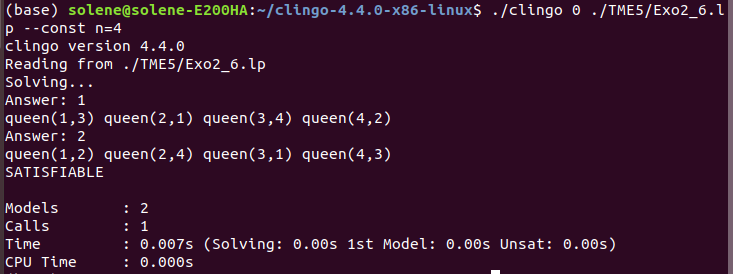 (base) solene@solene-E200HA:~/clingo-4.4.0-x86-linux$ ./clingo 0 ./TME5/Exo2_6.l
p --const n=4
clingo version 4.4.0
Reading from ./TME5/Exo2_6.lp
Solving...
Answer: 1
queen(1,3) queen(2,1) queen(3,4) queen(4,2)
Answer: 2
queen(1,2) queen(2,4) queen(3,1) queen(4,3)
SATISFIABLE

Models       : 2
Calls        : 1
Time         : 0.007s (Solving: 0.00s 1st Model: 0.00s Unsat: 0.00s)
CPU Time     : 0.000s